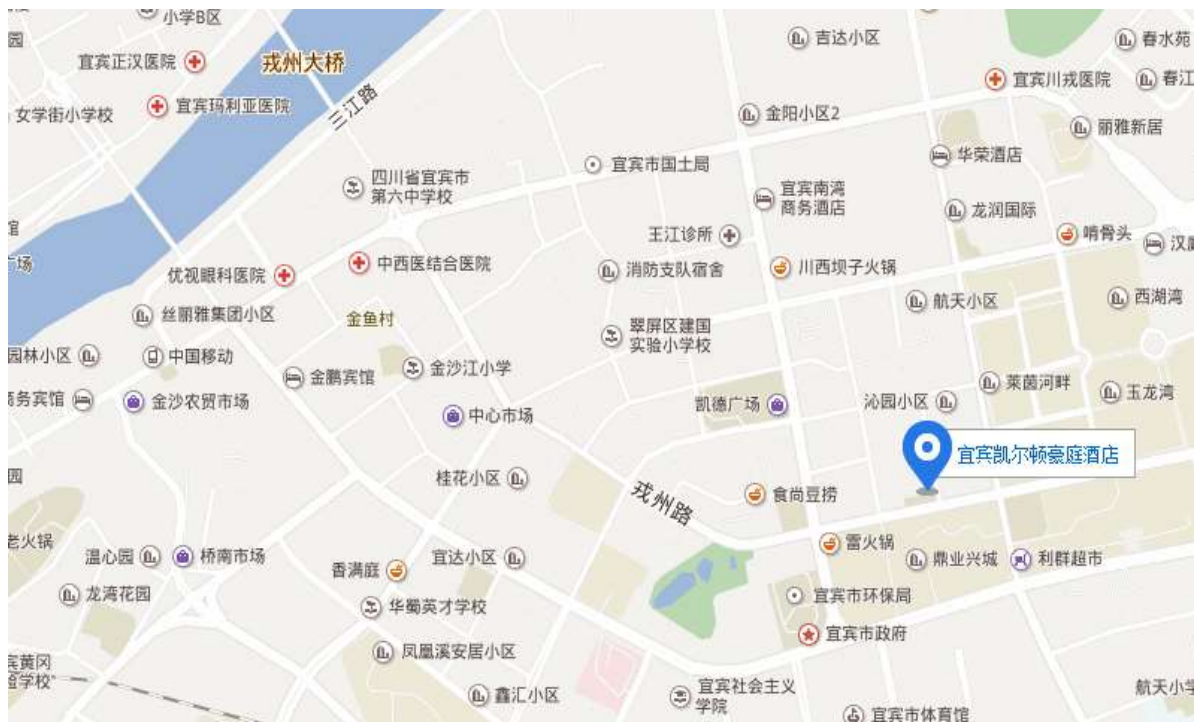 小学B区
园
吉达小区
春水苑
宜宾正汉医院
戎州大桥
宜宾川戎医院
春江
宜宾玛利亚医院
女学街小学校
三江路
金阳小区2
丽雅新居
宜宾市国土局
华荣酒店
四川省宜宾市
第六中学校
宜宾南湾
商务酒店
龙润国际
馆
王江诊所
啃骨头
汉庭
场
优视眼科医院
中西医结合医院
消防支队宿舍
川西坝子火锅
航天小区
西湖湾
丝丽雅集团小区
金鱼村
翠屏区建国
实验小学校
园林小区
中国移动
金鹏宾馆
金沙江小学
莱茵河畔
玉龙湾
商务宾馆
金沙农贸市场
中心市场
凯德广场
沁园小区
宜宾凯尔顿豪庭酒店
园
桂花小区
戎州路
食尚豆捞
老火锅
温心园
桥南市场
香满庭
宜达小区
雷火锅
鼎业兴城
利群超市
龙湾花园
华蜀英才学校
宜宾市环保局
宜宾市政府
凤凰溪安居小区
宾黄冈
验学校
鑫汇小区
宜宾社会主义
学院
航天小学
宜宾市体育馆